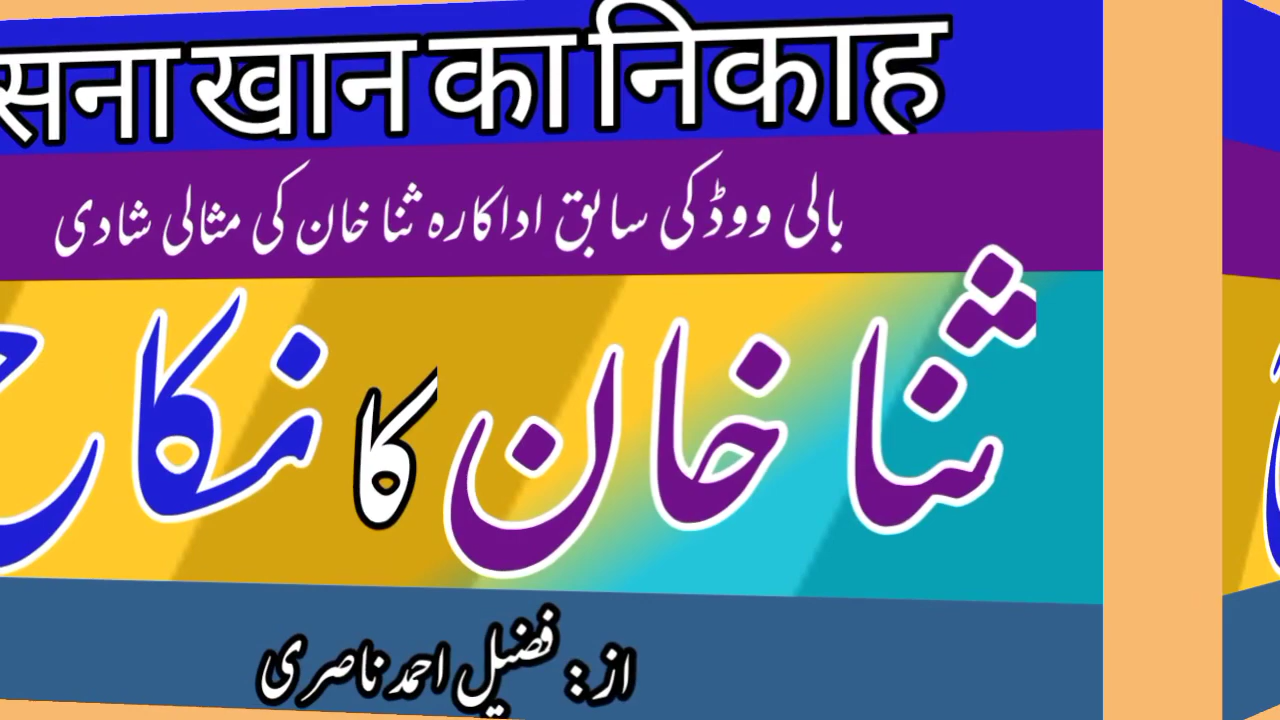 सना खान का निकाह
بالی ووڈ کی سابق اداکارہ ثنا خان کی مثالی شادی
ثنا خان کا نکاح
از: فضیل احمد ناصری